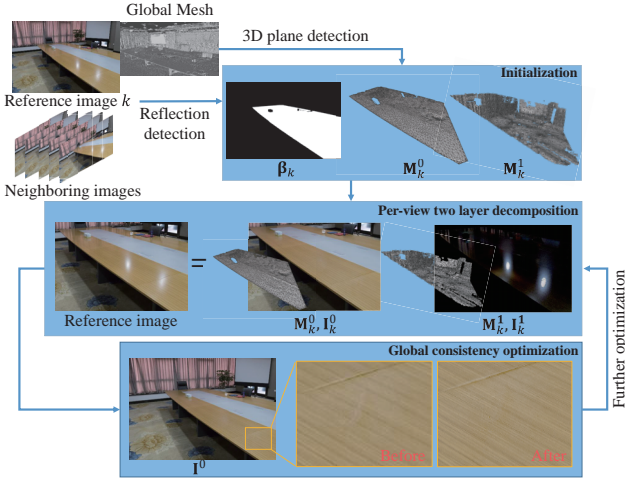 Global Mesh
3D plane detection
Initialization
Reference image k
Reflection
detection
Neighboring images
β_k
M_k^0
M_k^1
Per-view two layer decomposition
=
Reference image
M_k^0, I_k^0
M_k^1, I_k^1
Further optimization
Global consistency optimization
Before
After
I^0